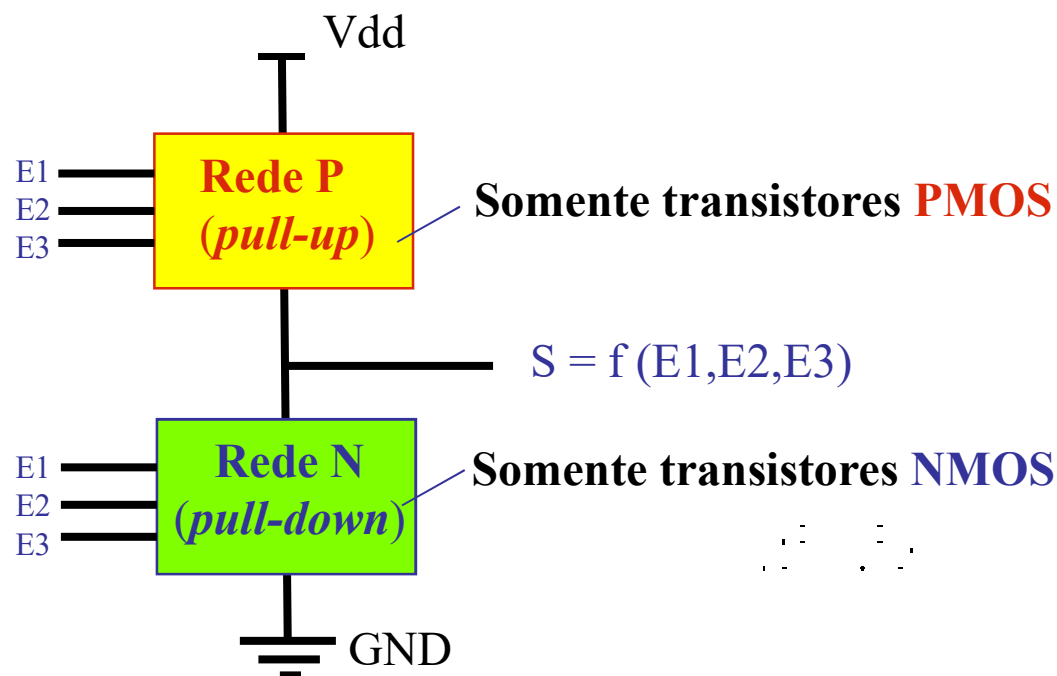 Vdd
E1
E2
E3
Rede P
(pull-up)
Somente transistores PMOS
S = f (E1,E2,E3)
E1
E2
E3
Rede N
(pull-down)
Somente transistores NMOS
GND